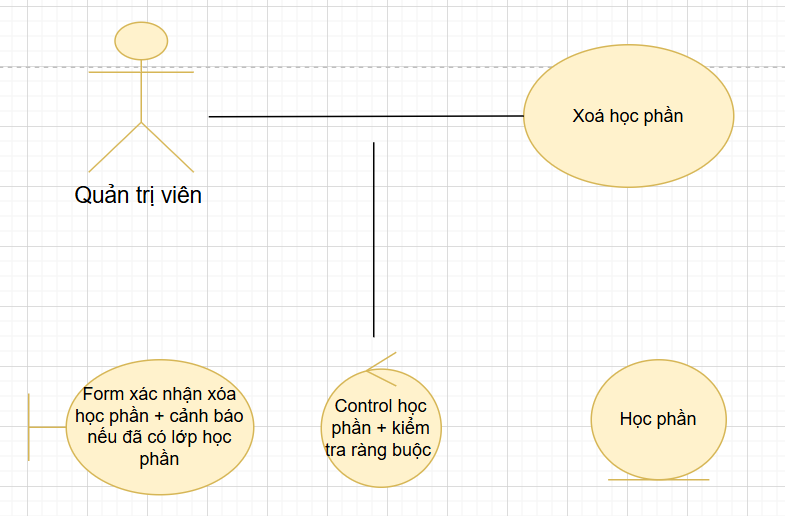 Xoá học phần
Quản trị viên
Form xác nhận xóa
học phần + cảnh báo
nếu đã có lớp học
phần
Control học
phần + kiểm
tra ràng buộc
Học phần